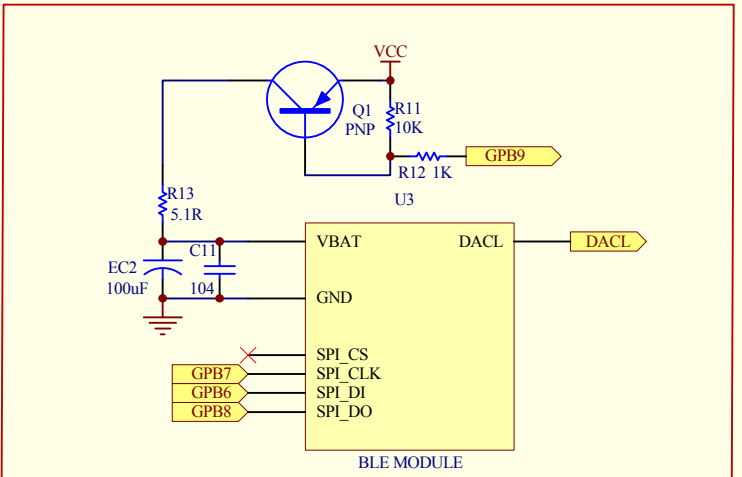 VCC
Q1
PNP
R11
10K
GPB9
R12 1K
U3
R13
5.1R
VBAT
DACL
DACL
EC2
100uF
C11
104
GND
SPI_CS
GPB7
SPI_CLK
GPB6
SPI_DI
GPB8
SPI_DO
BLE MODULE